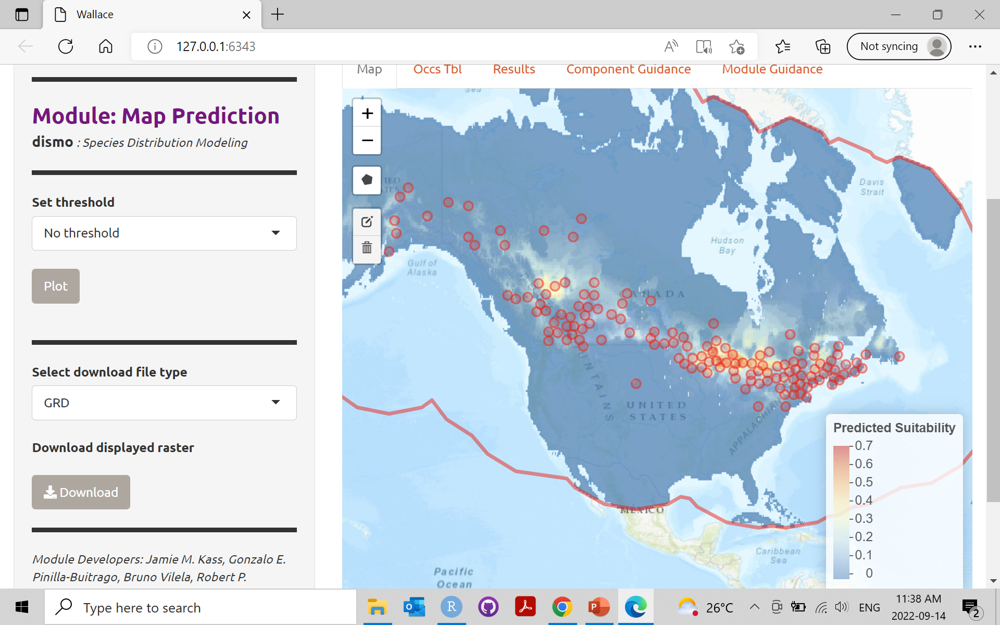 Wallace
127.0.0.1:6343
Not syncing
Map
Occs Tbl
Results
Component Guidance
Module Guidance
Module: Map Prediction
dismo : Species Distribution Modeling
Set threshold
No threshold
Plot
Select download file type
GRD
Download displayed raster
Download
Module Developers: Jamie M. Kass, Gonzalo E.
Pinilla-Buitrago, Bruno Vilela, Robert P.
Sea
Davis
Strait
Hudson
Bay
Gulf of
Alaska
CANADA
UNITED
STATES
APPALACHIAN
MÉXICO
Caribbean
Sea
Pacific
Ocean
Predicted Suitability
0.7
0.6
0.5
0.4
0.3
0.2
0.1
0
Type here to search
26°C
ENG
11:38 AM
2022-09-14
2